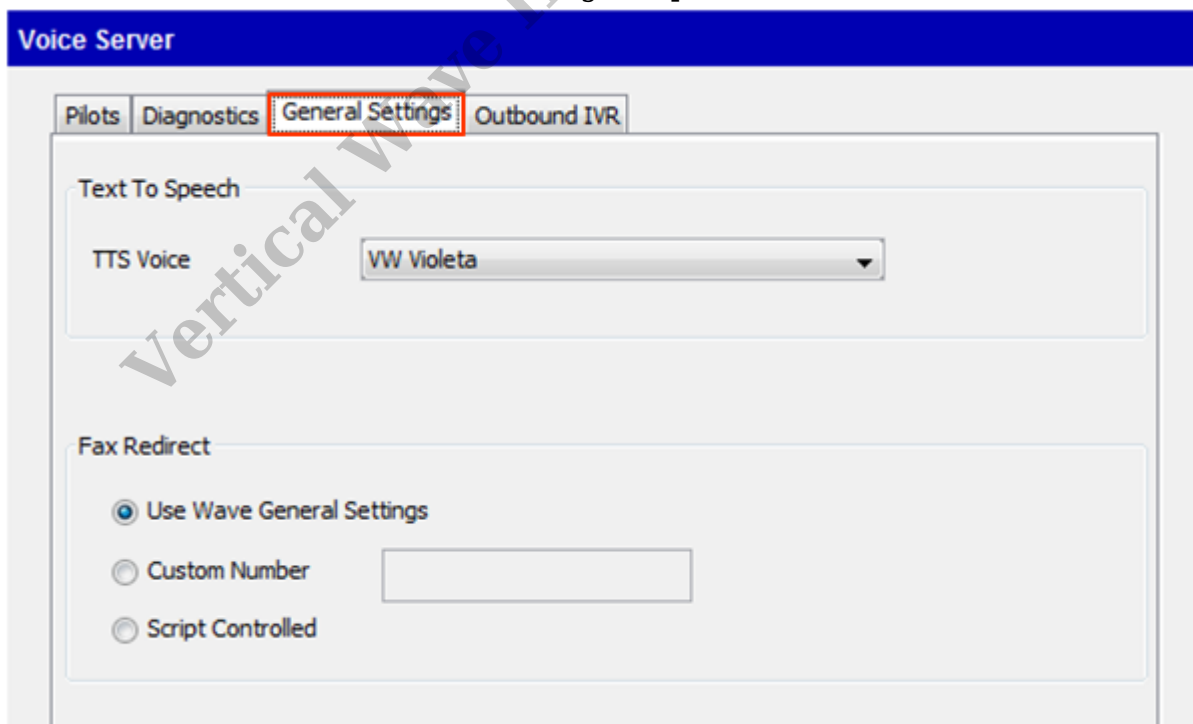 Voice Server
Pilots Diagnostics General Settings Outbound IVR
Text To Speech
TTS Voice VW Violeta
Fax Redirect
Use Wave General Settings
Custom Number
Script Controlled
Vertical Wave